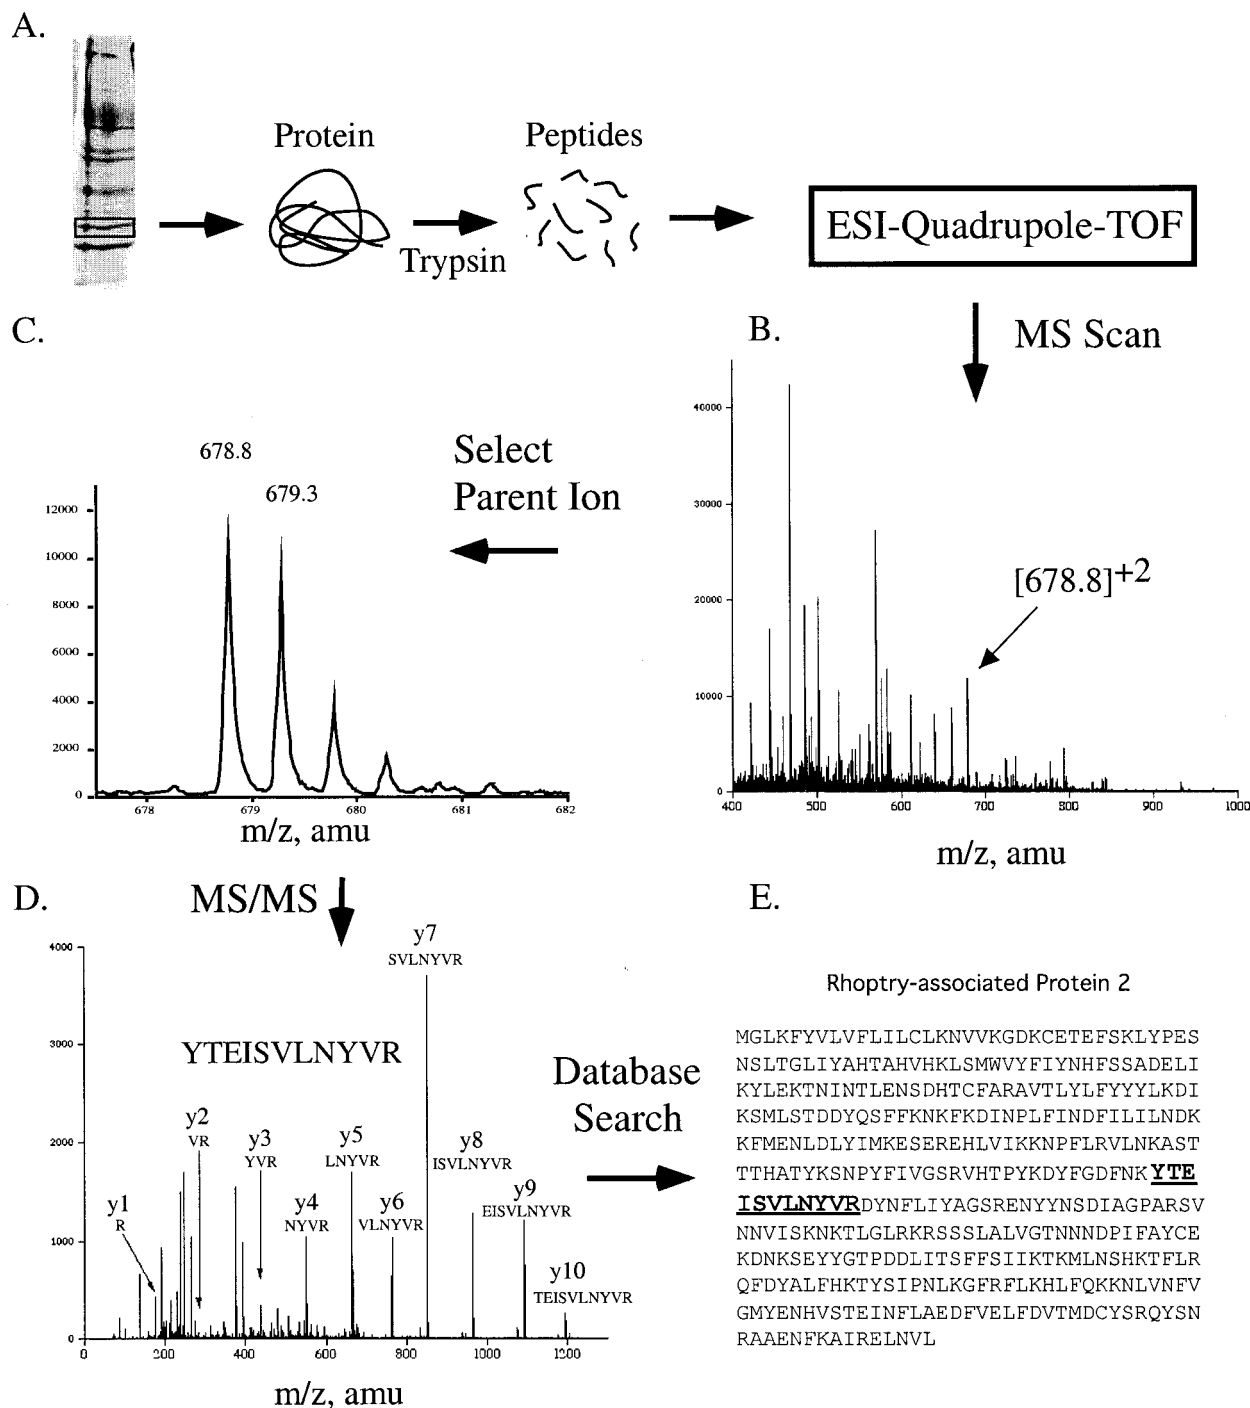 A.
Protein
Peptides
Trypsin
ESI-Quadrupole-TOF
MS Scan
B.
40000
30000
20000
10000
0
[678.8]+2
400 500 600 700 800 900 1000
m/z, amu
Select
Parent Ion
C.
678.8
679.3
12000
10000
8000
6000
4000
2000
0
678 679 680 681 682
m/z, amu
MS/MS
D.
4000
3000
2000
1000
0
YTEISVLNYVR
y1
R
y2
VR
y3
YVR
y4
NYVR
y5
LNYVR
y6
VLNYVR
y7
SVLNYVR
y8
ISVLNYVR
y9
EISVLNYVR
y10
TEISVLNYVR
0 200 400 600 800 1000 1200
m/z, amu
Database
Search
E.
Rhoptry-associated Protein 2
MGLKFYVLVFLILCLKNVVKGDKCETEFSKLYPES
NSLTGLIYAHTAHVHKLSMWVYFIYNHFSSADELI
KYLEKTNINTLENSDHTCFARAVTLYLFYYYLKDI
KSMLSTDDYQSFFKNKFKDINPLFINDFILILNDK
KFMENLDLYIMKESEREHLVIKKNPFLRVLNKAST
TTHATYKSNPYFIVGSRVHTPYKDYFGDFNKYTE
ISVLNYVRDYNFLIYAGSRENYYNSDIAGPARSV
NNVISKNKTLGLRKRSSSLALVGTNNNDPIFAYCE
KDNKSEYYGTPDDLITSFFSIIKTKMLNSHKTFLR
QFDYALFHKTYSIPNLKGFRFLKHLFQKKNLVNFV
GMYENHVSTEINFLAEDFVELFDVTMDCYSRQYSN
RAAENFKAIRELNVL